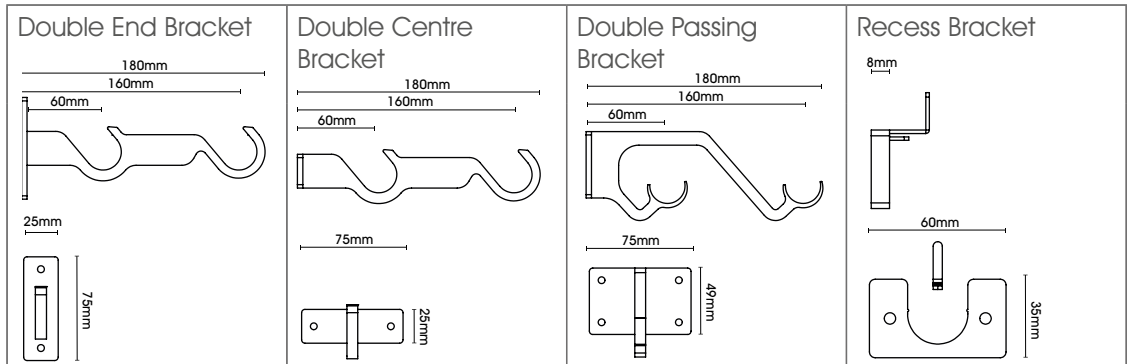 Double End Bracket
180mm
160mm
60mm
25mm
75mm
Double Centre
Bracket
180mm
160mm
60mm
75mm
25mm
Double Passing
Bracket
180mm
160mm
60mm
75mm
49mm
Recess Bracket
8mm
60mm
35mm